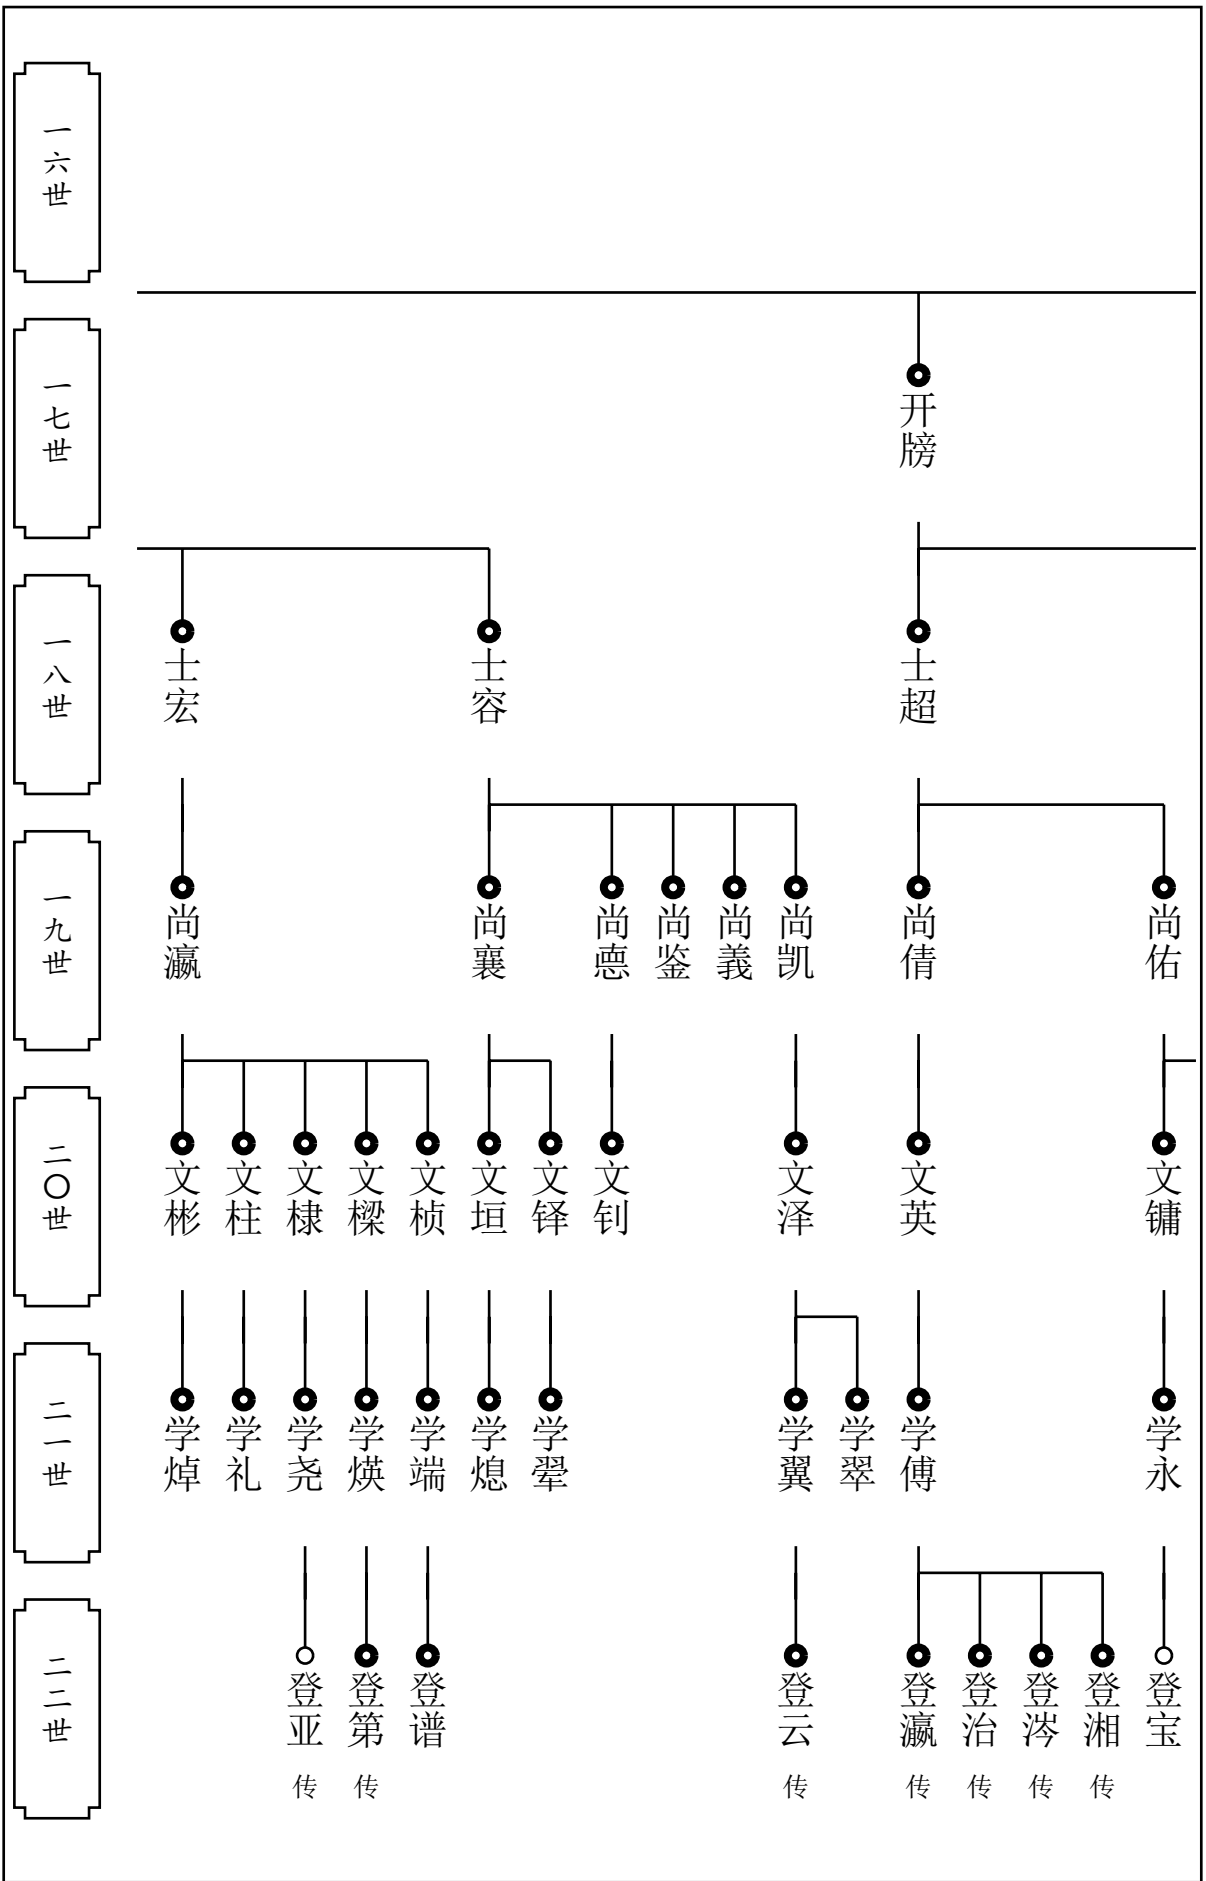 一六世
一七世
开牓
一八世
士宏
士容
士超
一九世
尚瀛
尚襄
尚惪
尚鉴
尚義
尚凯
尚倩
尚佑
二〇世
文彬
文柱
文棣
文樑
文桢
文垣
文铎
文钊
文泽
文英
文镛
二一世
学焯
学礼
学尧
学煐
学端
学熄
学翚
学翼
学翠
学傅
学永
二二世
登亚
登第
登谱
登云
登瀛
登治
登涔
登湘
登宝
传
传
传
传
传
传
传